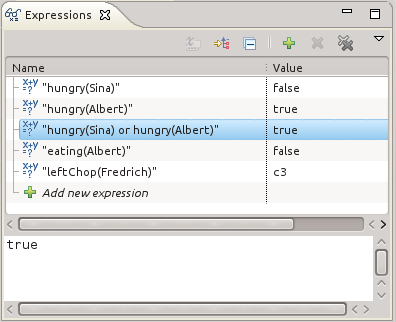 Expressions
Name Value
"hungry(Sina)" false
"hungry(Albert)" true
"hungry(Sina) or hungry(Albert)" true
"eating(Albert)" false
"leftChop(Fredrich)" c3
Add new expression
true